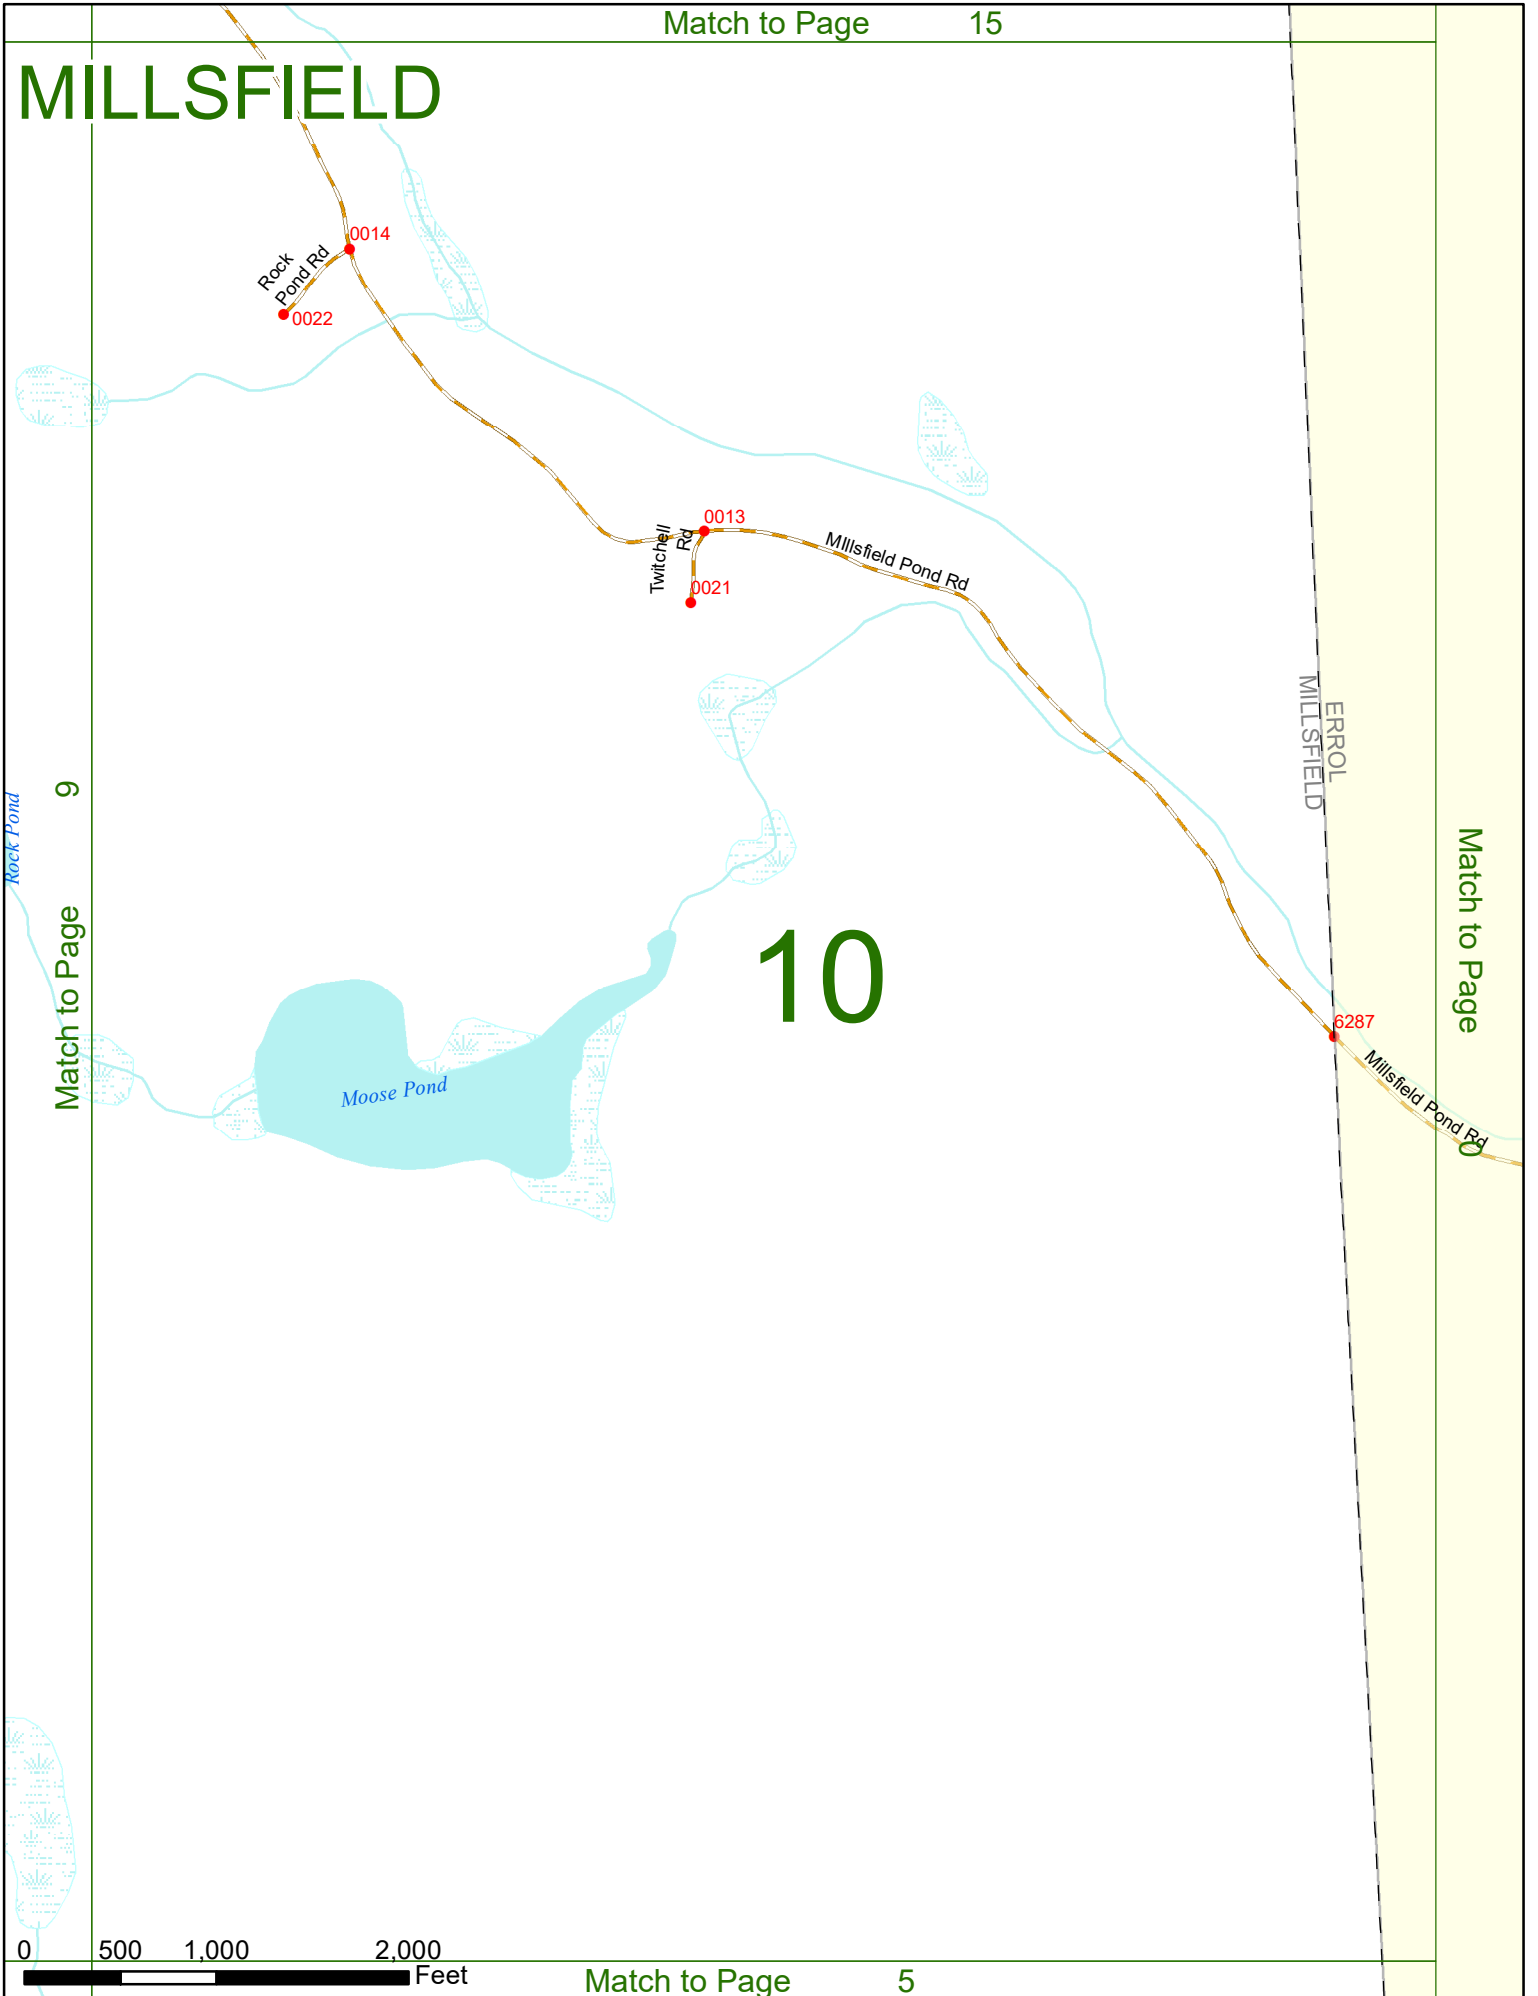 Match to Page 15
MILLSFIELD
0014
Rock
Pond Rd
0022
0013
Twitchell
Rd
MIllsfield Pond Rd
0021
ERROL
MILLSFIELD
9
Match to Page
Rock Pond
Match to Page
0
10
6287
Millsfield Pond Rd
Moose Pond
0 500 1,000 2,000
Feet
Match to Page 5